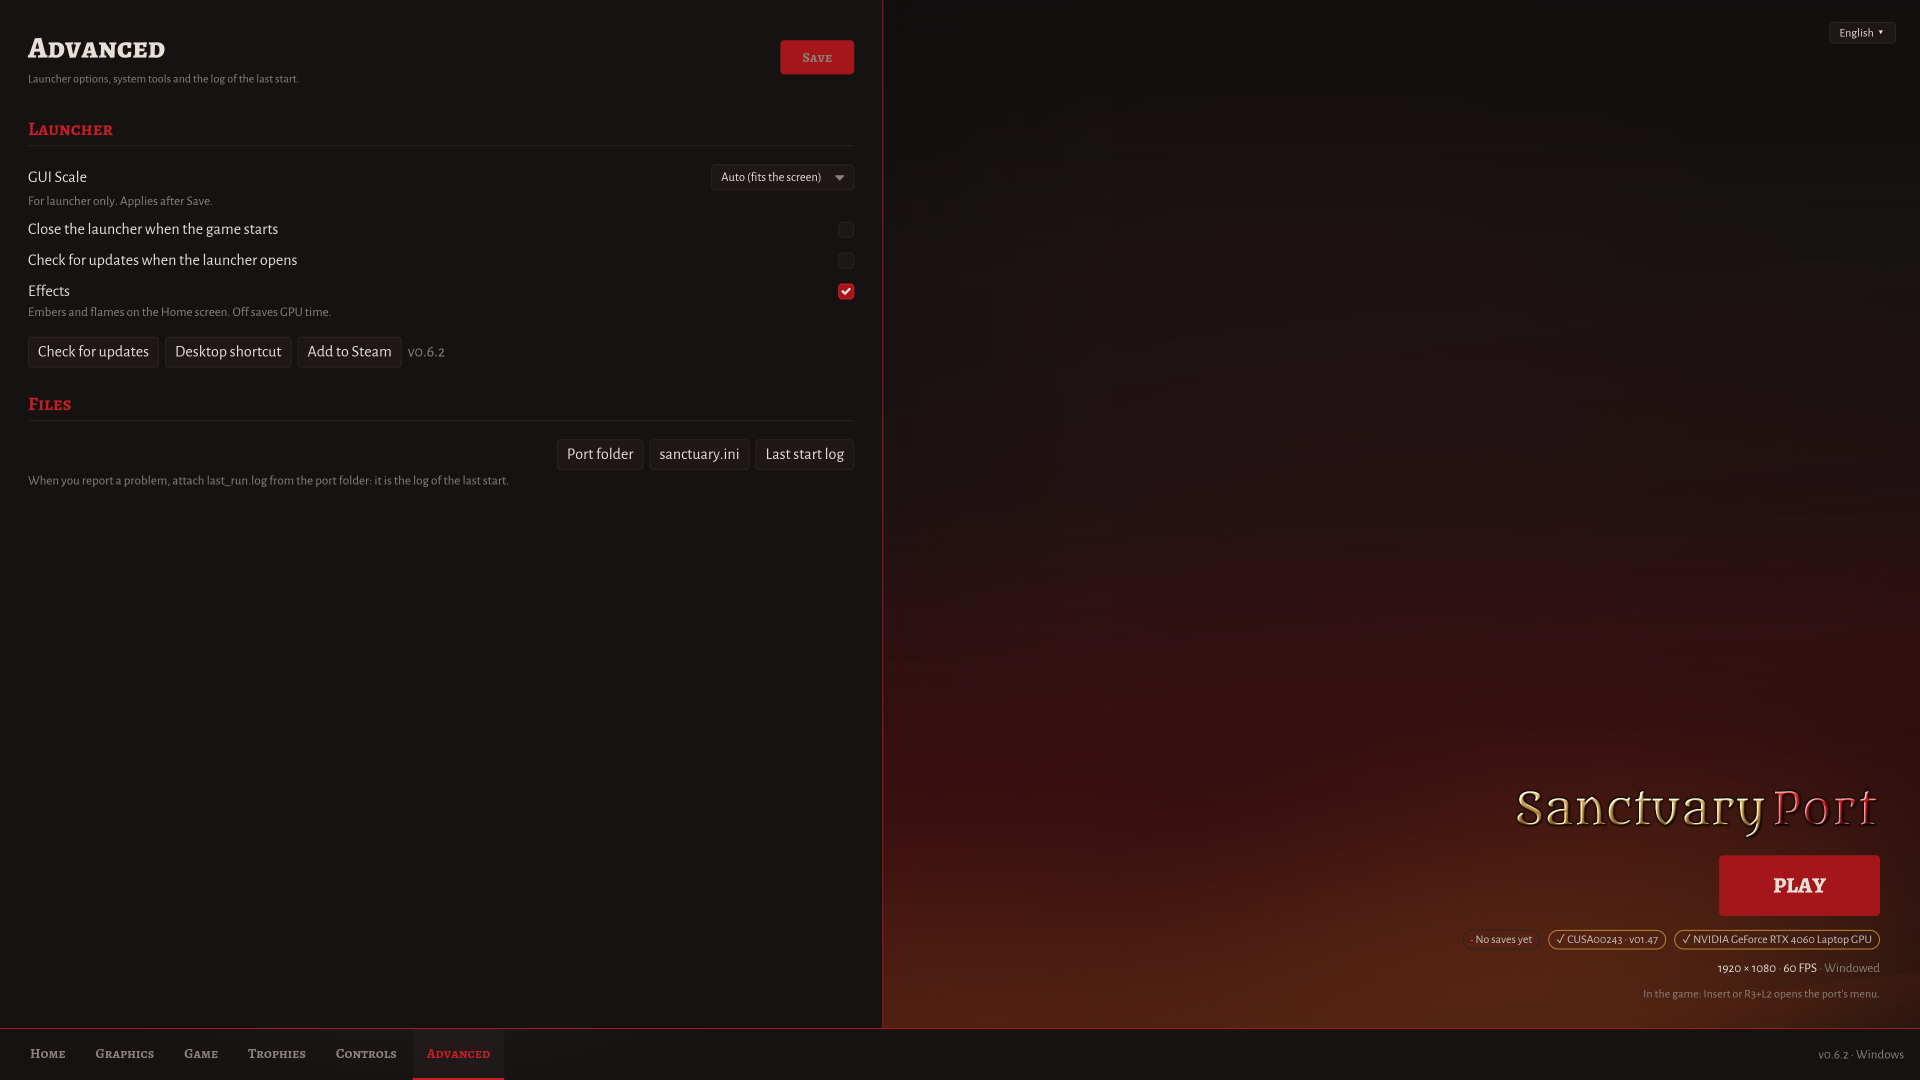 Advanced
Save
Launcher options, system tools and the log of the last start.
Launcher
GUI Scale
Auto (fits the screen)
For launcher only. Applies after Save.
Close the launcher when the game starts
Check for updates when the launcher opens
Effects
Embers and flames on the Home screen. Off saves GPU time.
Check for updates
Desktop shortcut
Add to Steam
v0.6.2
Files
Port folder
sanctuary.ini
Last start log
When you report a problem, attach last_run.log from the port folder: it is the log of the last start.
English ▾
Sanctuary Port
PLAY
· No saves yet
✓ CUSA00243 · v01.47
✓ NVIDIA GeForce RTX 4060 Laptop GPU
1920 × 1080 · 60 FPS · Windowed
In the game: Insert or R3+L2 opens the port's menu.
Home
Graphics
Game
Trophies
Controls
Advanced
v0.6.2 · Windows